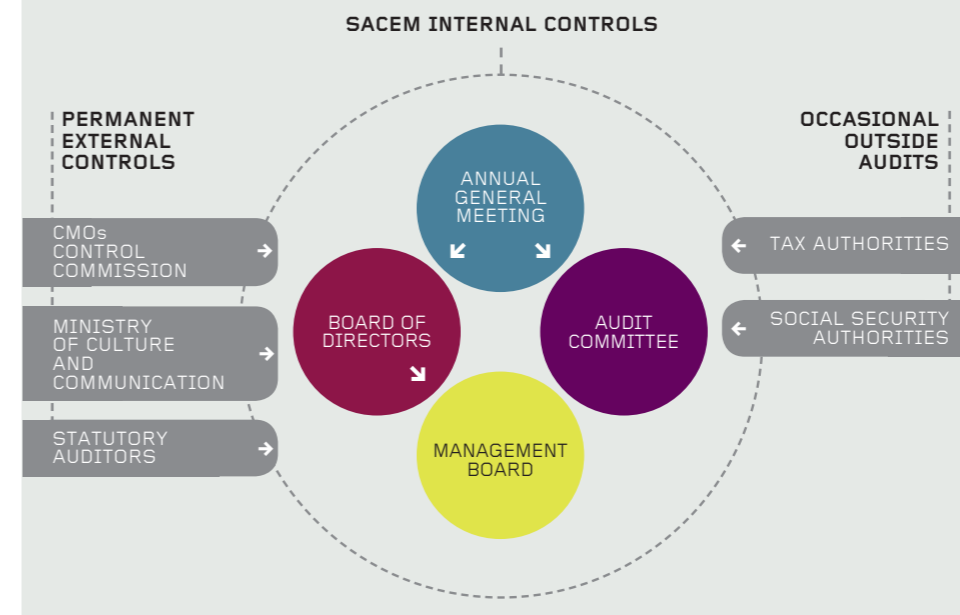 SACEM INTERNAL CONTROLS
PERMANENT
EXTERNAL
CONTROLS
OCCASIONAL
OUTSIDE
AUDITS
ANNUAL
GENERAL
MEETING
CMOs
CONTROL
COMMISSION
TAX AUTHORITIES
MINISTRY
OF CULTURE
AND
COMMUNICATION
BOARD OF
DIRECTORS
AUDIT
COMMITTEE
SOCIAL SECURITY
AUTHORITIES
STATUTORY
AUDITORS
MANAGEMENT
BOARD